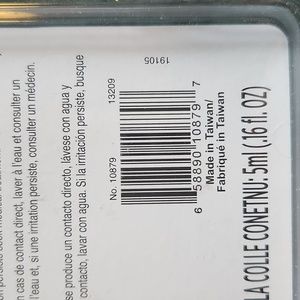 en cas de contact direct, laver à l'eau et consulter un
l'eau et, si une irritation persiste, consulter un médecin.
se produce un contacto directo, lávese con agua y
contacto, lavar con agua. Si la irritación persiste, busque
No. 10879
13209
19105
6 58890 10879 7
Made in Taiwan/
Fabriqué in Taiwan
LA COLLE CONETNU: 5ml (.16 fl. OZ)